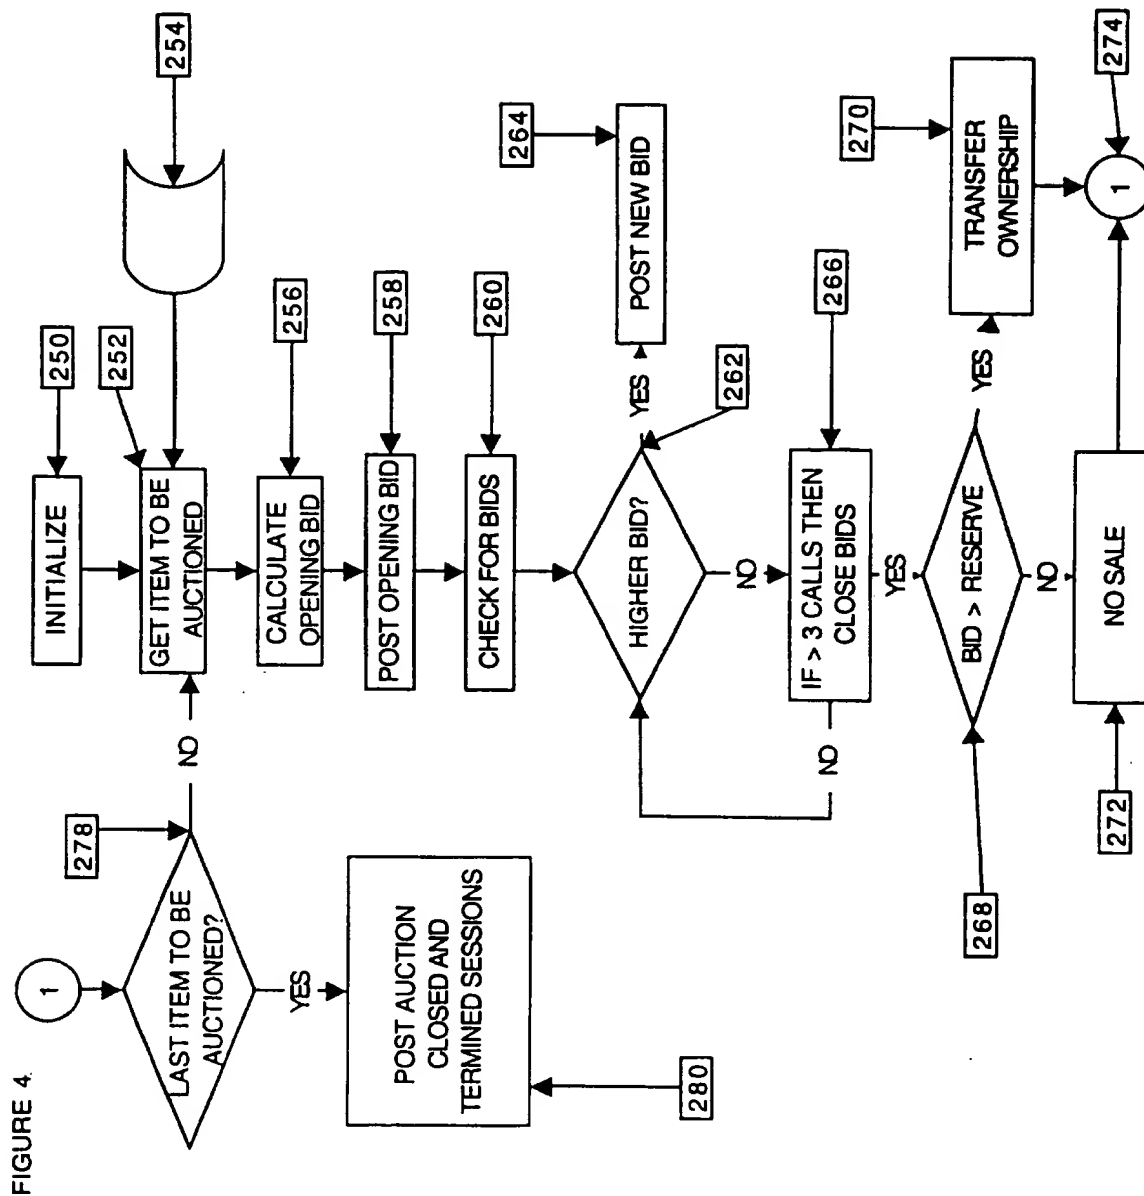 FIGURE 4.
1
278
LAST ITEM TO BE
AUCTIONED?
NO
YES
POST AUCTION
CLOSED AND
TERMINED SESSIONS
280
INITIALIZE
250
252
254
GET ITEM TO BE
AUCTIONED
256
CALCULATE
OPENING BID
258
POST OPENING BID
260
CHECK FOR BIDS
HIGHER BID?
262
YES
264
POST NEW BID
NO
266
IF > 3 CALLS THEN
CLOSE BIDS
NO
YES
268
BID > RESERVE
YES
270
TRANSFER
OWNERSHIP
NO
272
NO SALE
274
1